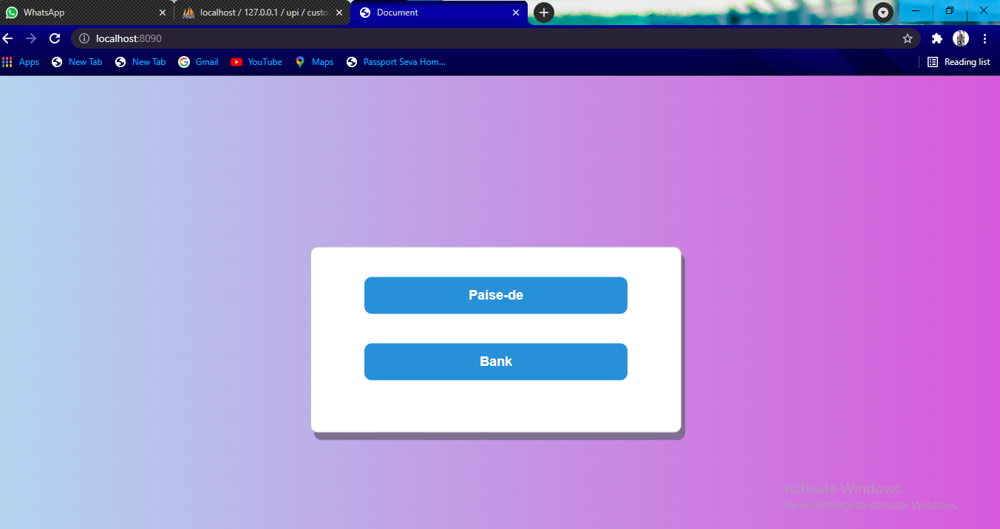 WhatsApp
localhost / 127.0.0.1 / upi / custo
Document
localhost:8090
Apps
New Tab
New Tab
Gmail
YouTube
Maps
Passport Seva Hom...
Reading list
Paise-de
Bank
Activate Windows
Go to Settings to activate Windows.